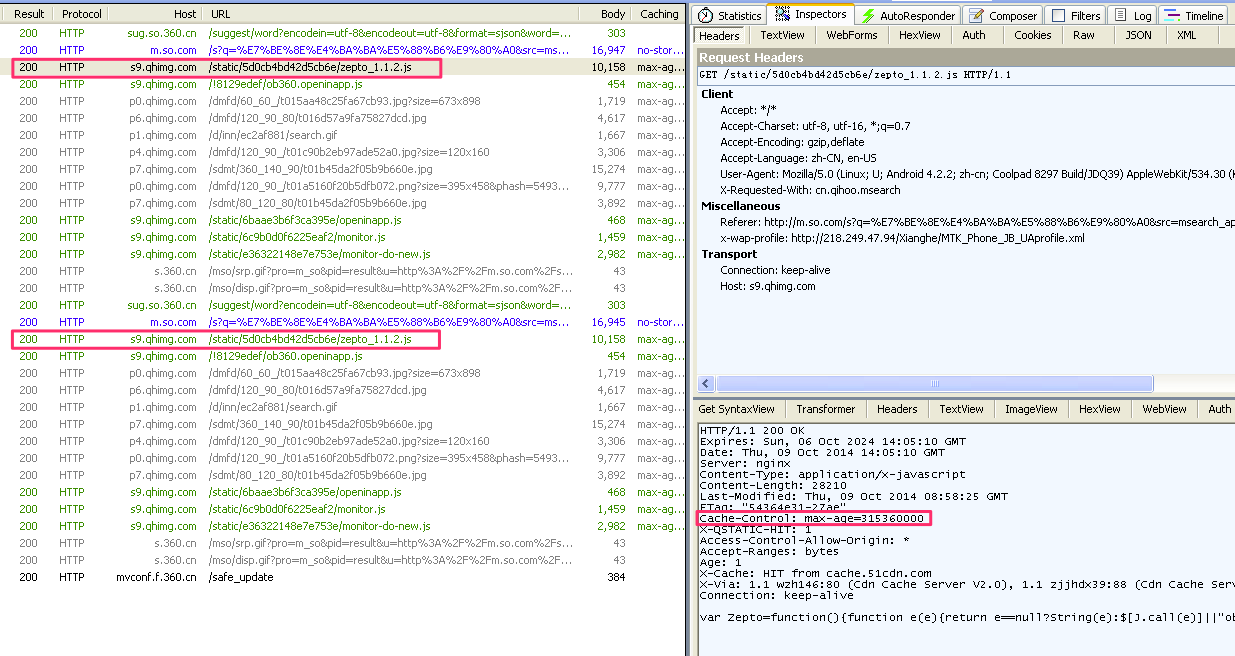 Result Protocol Host URL Body Caching
200 HTTP sug.so.360.cn /suggest/word?encodein=utf-8&encodeout=utf-8&format=sjson&word=... 303
200 HTTP m.so.com /s?q=%E7%BE%8E%E4%BA%BA%E5%88%B6%E9%80%A0&src=ms... 16,947 no-stor...
200 HTTP s9.qhimg.com /static/5d0cb4bd42d5cb6e/zepto_1.1.2.js 10,158 max-ag...
200 HTTP s9.qhimg.com /!8129edef/ob360.openinapp.js 454 max-ag...
200 HTTP p0.qhimg.com /dmfd/60_60_/t015aa48c25fa67cb93.jpg?size=673x898 1,719 max-ag...
200 HTTP p6.qhimg.com /dmfd/120_90_80/t016d57a9fa75827dcd.jpg 4,617 max-ag...
200 HTTP p1.qhimg.com /d/inn/ec2af881/search.gif 1,667 max-ag...
200 HTTP p4.qhimg.com /dmfd/120_90_/t01c90b2eb97ade52a0.jpg?size=120x160 3,306 max-ag...
200 HTTP p7.qhimg.com /sdmt/360_140_90/t01b45da2f05b9b660e.jpg 15,274 max-ag...
200 HTTP p0.qhimg.com /dmfd/120_90_/t01a5160f20b5dfb072.png?size=395x458&phash=5493... 9,777 max-ag...
200 HTTP p7.qhimg.com /sdmt/80_120_80/t01b45da2f05b9b660e.jpg 3,892 max-ag...
200 HTTP s9.qhimg.com /static/6baae3b6f3ca395e/openinapp.js 468 max-ag...
200 HTTP s9.qhimg.com /static/6c9b0d0f6225eaf2/monitor.js 1,459 max-ag...
200 HTTP s9.qhimg.com /static/e36322148e7e753e/monitor-do-new.js 2,982 max-ag...
200 HTTP s.360.cn /mso/srp.gif?pro=m_so&pid=result&u=http%3A%2F%2Fm.so.com%2Fs... 43
200 HTTP s.360.cn /mso/disp.gif?pro=m_so&pid=result&u=http%3A%2F%2Fm.so.com%2F... 43
200 HTTP sug.so.360.cn /suggest/word?encodein=utf-8&encodeout=utf-8&format=sjson&word=... 303
200 HTTP m.so.com /s?q=%E7%BE%8E%E4%BA%BA%E5%88%B6%E9%80%A0&src=ms... 16,945 no-stor...
200 HTTP s9.qhimg.com /static/5d0cb4bd42d5cb6e/zepto_1.1.2.js 10,158 max-ag...
200 HTTP s9.qhimg.com /!8129edef/ob360.openinapp.js 454 max-ag...
200 HTTP p0.qhimg.com /dmfd/60_60_/t015aa48c25fa67cb93.jpg?size=673x898 1,719 max-ag...
200 HTTP p6.qhimg.com /dmfd/120_90_80/t016d57a9fa75827dcd.jpg 4,617 max-ag...
200 HTTP p1.qhimg.com /d/inn/ec2af881/search.gif 1,667 max-ag...
200 HTTP p7.qhimg.com /sdmt/360_140_90/t01b45da2f05b9b660e.jpg 15,274 max-ag...
200 HTTP p4.qhimg.com /dmfd/120_90_/t01c90b2eb97ade52a0.jpg?size=120x160 3,306 max-ag...
200 HTTP p0.qhimg.com /dmfd/120_90_/t01a5160f20b5dfb072.png?size=395x458&phash=5493... 9,777 max-ag...
200 HTTP p7.qhimg.com /sdmt/80_120_80/t01b45da2f05b9b660e.jpg 3,892 max-ag...
200 HTTP s9.qhimg.com /static/6baae3b6f3ca395e/openinapp.js 468 max-ag...
200 HTTP s9.qhimg.com /static/6c9b0d0f6225eaf2/monitor.js 1,459 max-ag...
200 HTTP s9.qhimg.com /static/e36322148e7e753e/monitor-do-new.js 2,982 max-ag...
200 HTTP s.360.cn /mso/srp.gif?pro=m_so&pid=result&u=http%3A%2F%2Fm.so.com%2Fs... 43
200 HTTP s.360.cn /mso/disp.gif?pro=m_so&pid=result&u=http%3A%2F%2Fm.so.com%2F... 43
200 HTTP mvconf.f.360.cn /safe_update 384
Statistics Inspectors AutoResponder Composer Filters Log Timeline
Headers TextView WebForms HexView Auth Cookies Raw JSON XML
Request Headers
GET /static/5d0cb4bd42d5cb6e/zepto_1.1.2.js HTTP/1.1
Client
Accept: */*
Accept-Charset: utf-8, utf-16, *;q=0.7
Accept-Encoding: gzip,deflate
Accept-Language: zh-CN, en-US
User-Agent: Mozilla/5.0 (Linux; U; Android 4.2.2; zh-cn; Coolpad 8297 Build/JDQ39) AppleWebKit/534.30 (K
X-Requested-With: cn.qihoo.msearch
Miscellaneous
Referer: http://m.so.com/s?q=%E7%BE%8E%E4%BA%BA%E5%88%B6%E9%80%A0&src=msearch_ap
x-wap-profile: http://218.249.47.94/Xianghe/MTK_Phone_JB_UAprofile.xml
Transport
Connection: keep-alive
Host: s9.qhimg.com
Get SyntaxView Transformer Headers TextView ImageView HexView WebView Auth
HTTP/1.1 200 OK
Expires: Sun, 06 Oct 2024 14:05:10 GMT
Date: Thu, 09 Oct 2014 14:05:10 GMT
Server: nginx
Content-Type: application/x-javascript
Content-Length: 28210
Last-Modified: Thu, 09 Oct 2014 08:58:25 GMT
ETag: "54364e31-27ae"
Cache-Control: max-age=315360000
X-QSTATIC-HIT: 1
Access-Control-Allow-Origin: *
Accept-Ranges: bytes
Age: 1
X-Cache: HIT from cache.51cdn.com
X-Via: 1.1 wzh146:80 (Cdn Cache Server V2.0), 1.1 zjjhdx39:88 (Cdn Cache Serv
Connection: keep-alive
var Zepto=function(){function e(e){return e==null?String(e):$[J.call(e)]||"ob